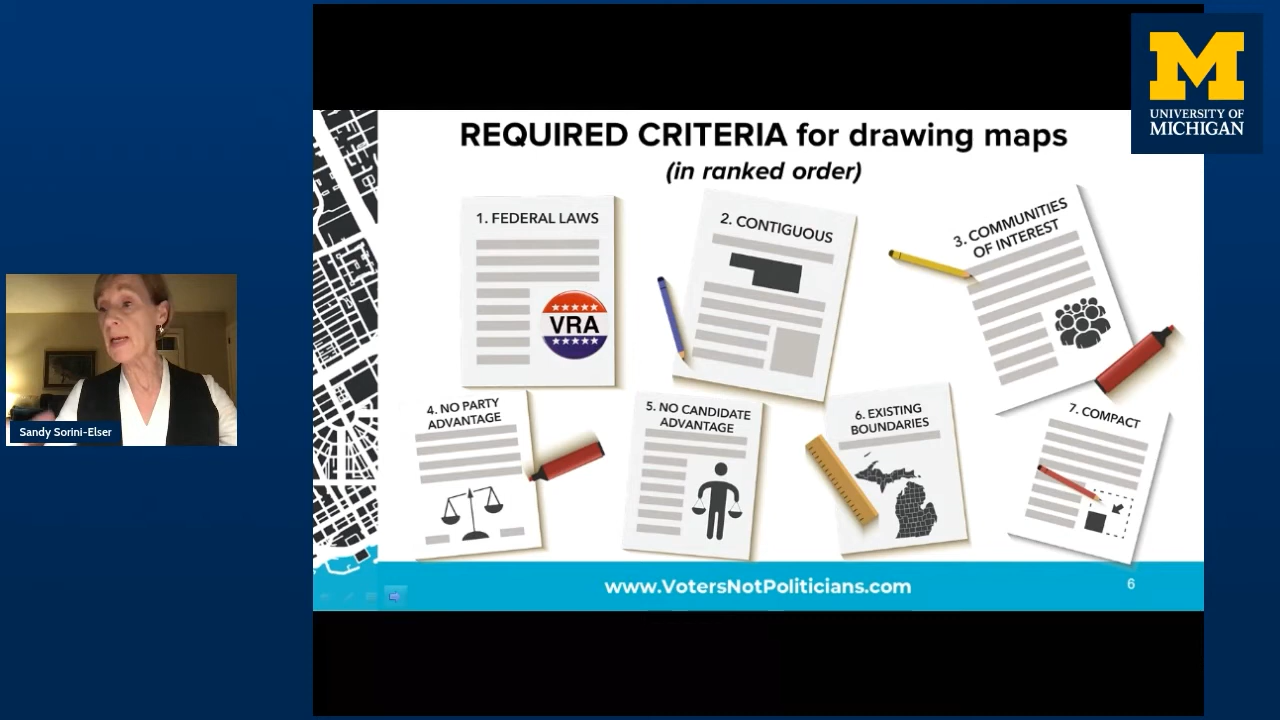 UNIVERSITY OF
MICHIGAN
REQUIRED CRITERIA for drawing maps
(in ranked order)
1. FEDERAL LAWS
VRA
2. CONTIGUOUS
3. COMMUNITIES
OF INTEREST
4. NO PARTY
ADVANTAGE
5. NO CANDIDATE
ADVANTAGE
6. EXISTING
BOUNDARIES
7. COMPACT
Sandy Sorini-Elser
www.VotersNotPoliticians.com
6